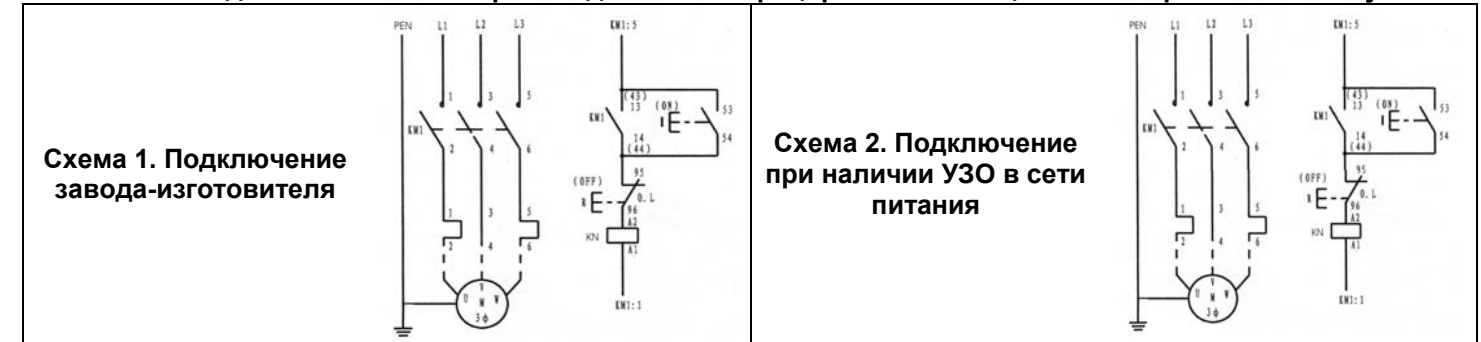 Схема 1. Подключение
завода-изготовителя
PEN L1 L2 L3
1 3 5
KM1
2 4 6
1 3 5
2 4 6
U V W
M
3ф
KM1:5
(43)
13 (ON) 53
KM1 I
14 54
(44)
(OFF) 95
R O.L
96
A2
KN
A1
KM1:1
Схема 2. Подключение
при наличии УЗО в сети
питания
PEN L1 L2 L3
1 3 5
KM1
2 4 6
1 3 5
2 4 6
U V W
M
3ф
KM1:5
(43)
13 (ON) 53
KM1 I
14 54
(44)
(OFF) 95
R O.L
96
A2
KN
A1
KM1:1